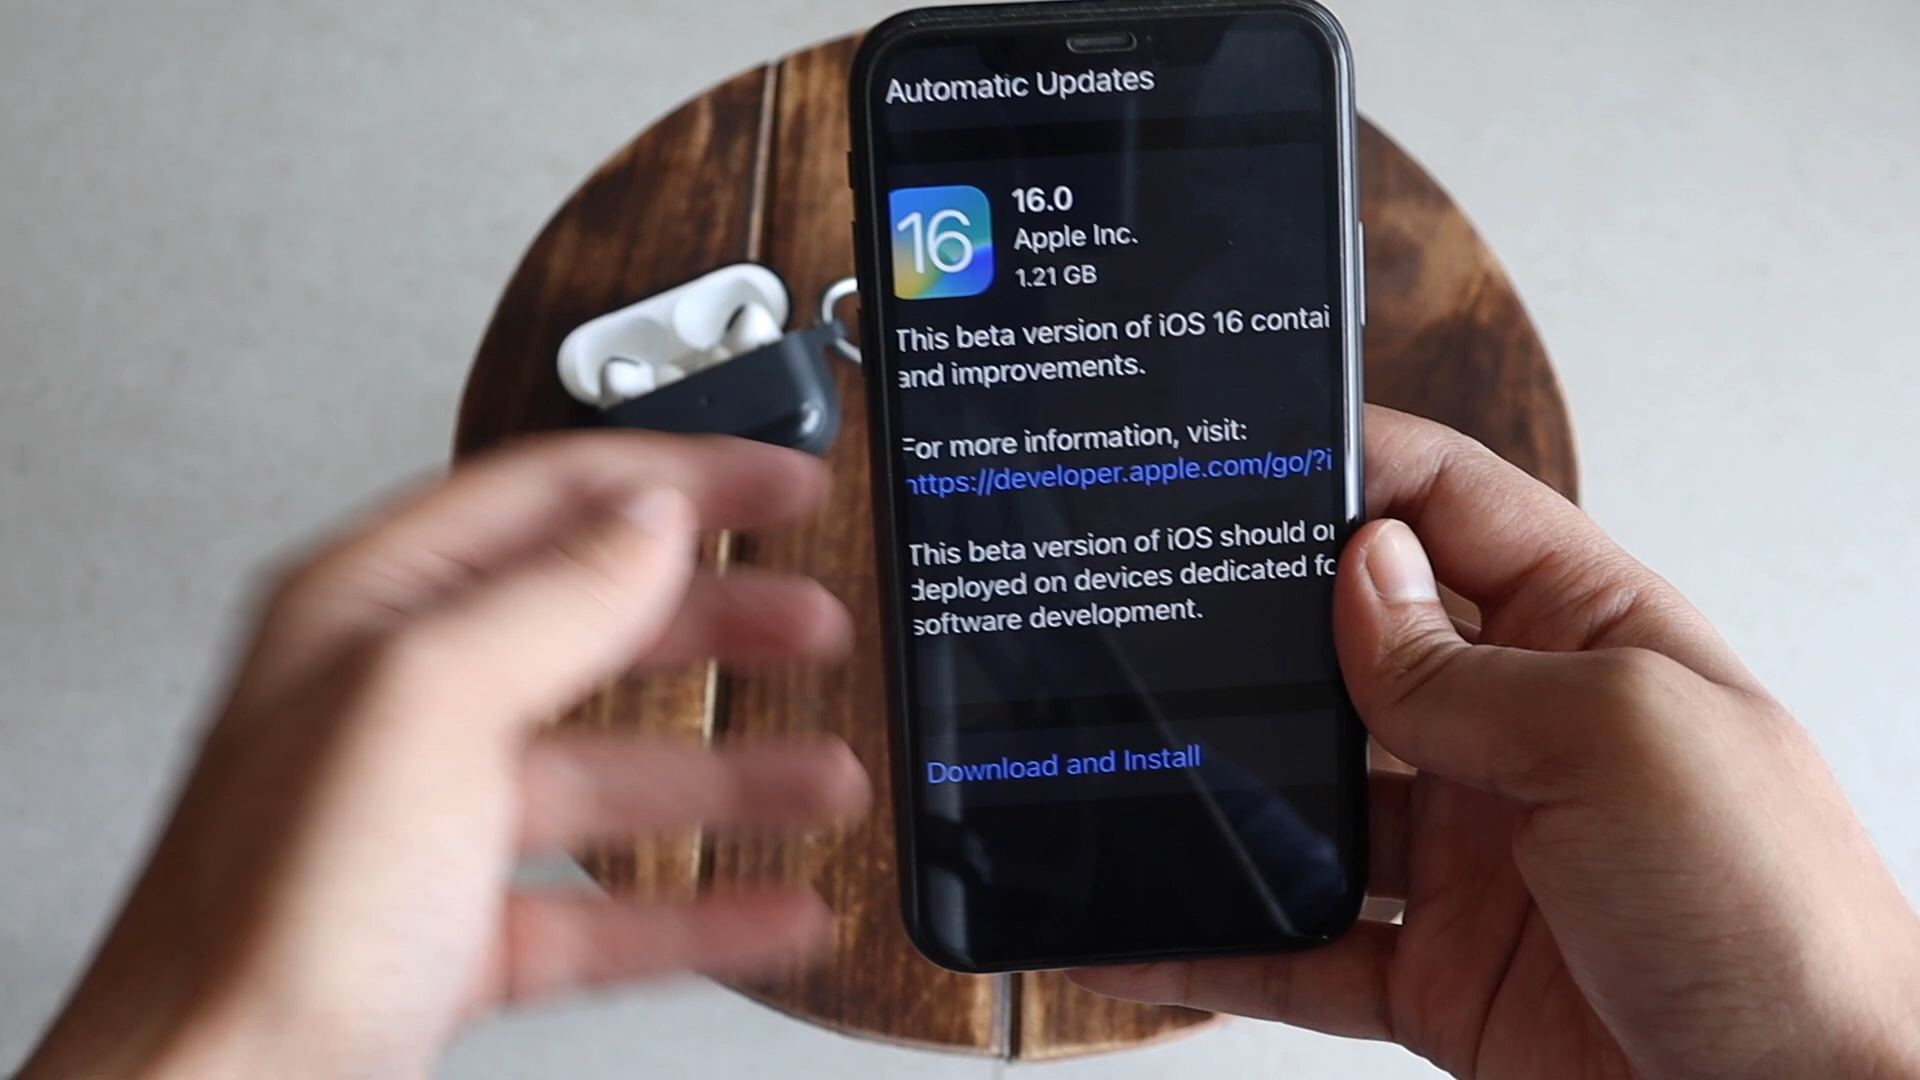 Automatic Updates
16
16.0
Apple Inc.
1.21 GB
This beta version of iOS 16 contai
and improvements.
For more information, visit:
https://developer.apple.com/go/?i
This beta version of iOS should or
deployed on devices dedicated fo
software development.
Download and Install